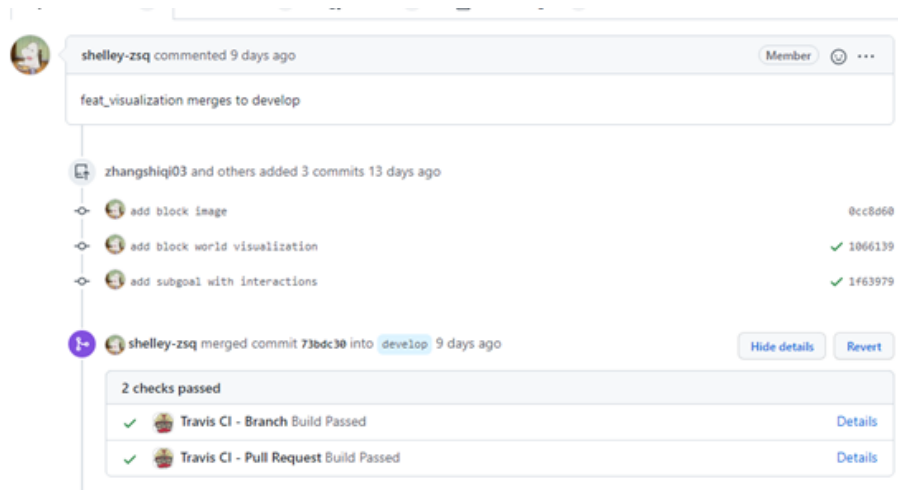 shelley-zsq commented 9 days ago Member
feat_visualization merges to develop
zhangshiqi03 and others added 3 commits 13 days ago
add block image 0cc8d60
add block world visualization 1066139
add subgoal with interactions 1f63979
shelley-zsq merged commit 73bdc30 into develop 9 days ago Hide details Revert
2 checks passed
Travis CI - Branch Build Passed Details
Travis CI - Pull Request Build Passed Details